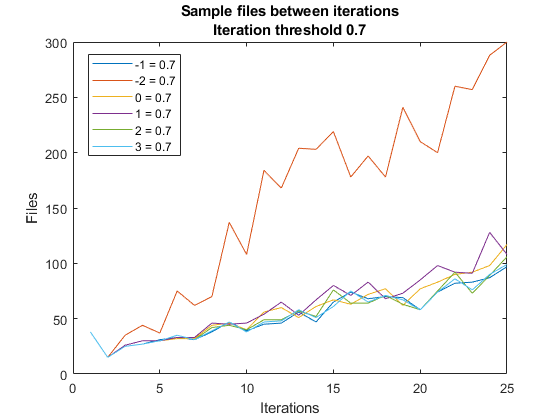 Sample files between iterations
Iteration threshold 0.7
300
250
200
150
100
50
0
Files
-1 = 0.7
-2 = 0.7
0 = 0.7
1 = 0.7
2 = 0.7
3 = 0.7
0 5 10 15 20 25
Iterations